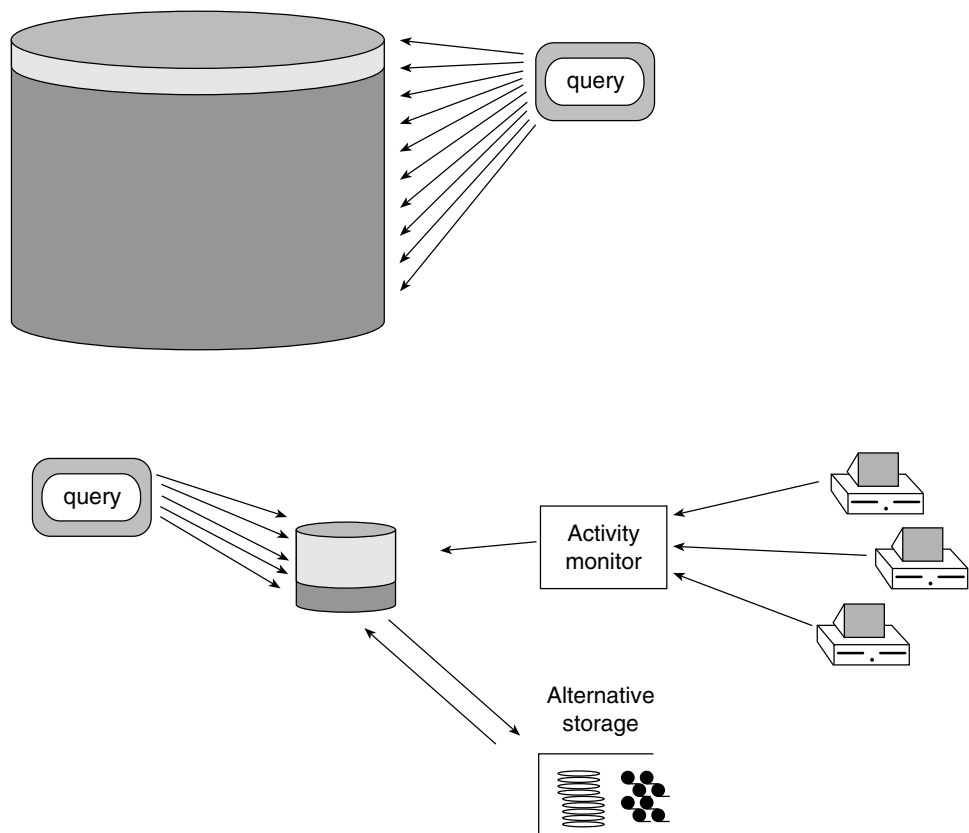 query
query
Activity
monitor
Alternative
storage